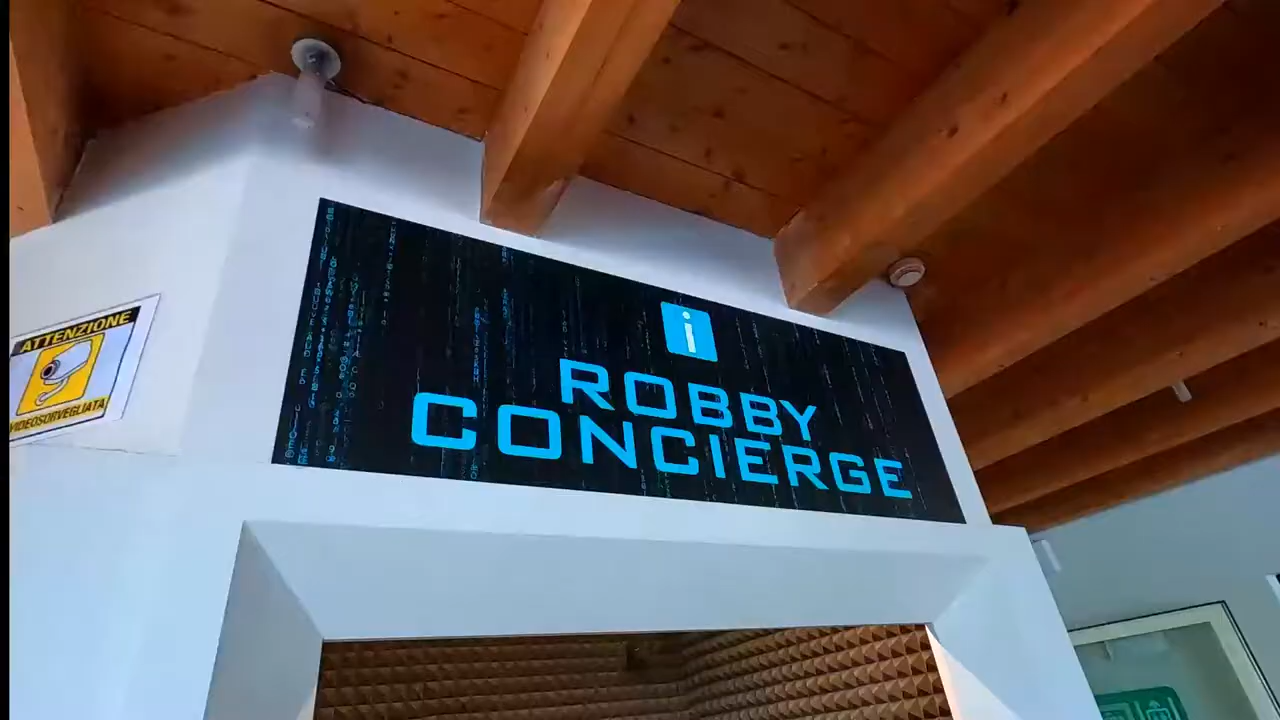 ATTENZIONE
VIDEOSORVEGLIATA
i
ROBBY
CONCIERGE